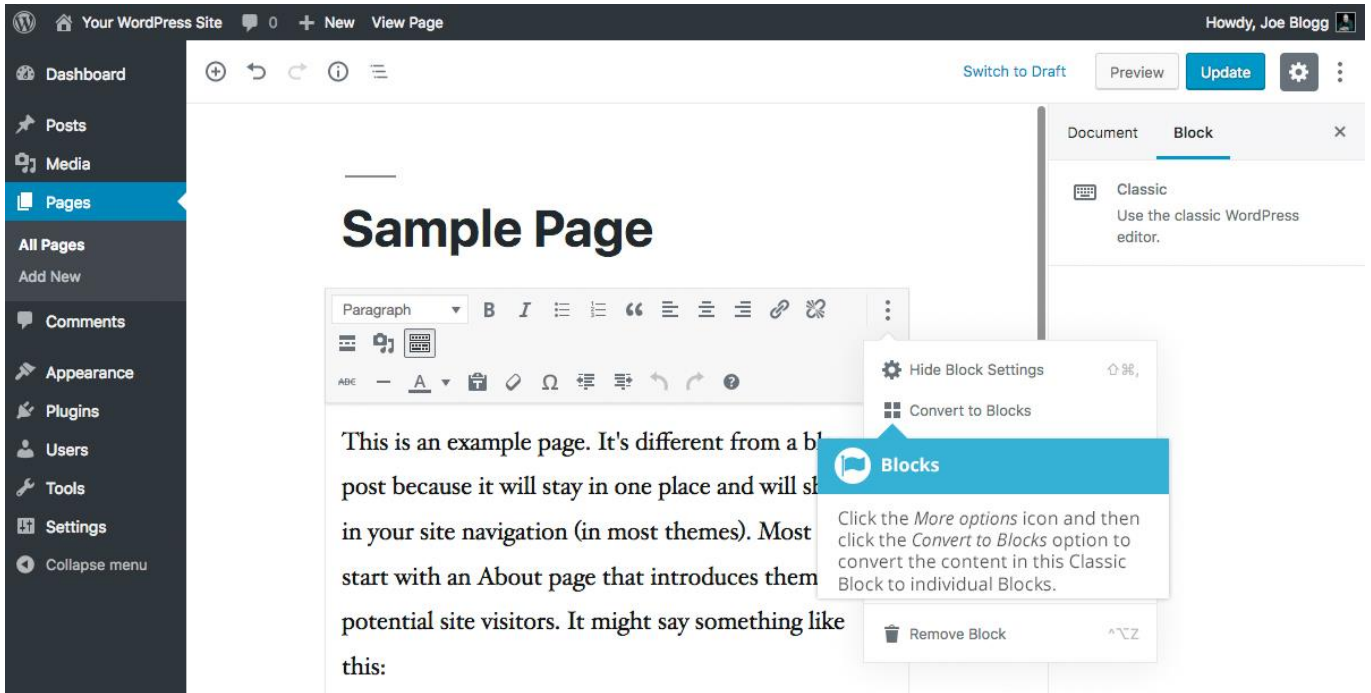 Your WordPress Site 0 New View Page Howdy, Joe Blogg
Dashboard
Posts
Media
Pages
All Pages
Add New
Comments
Appearance
Plugins
Users
Tools
Settings
Collapse menu
Switch to Draft Preview Update
Sample Page
Paragraph B I
ABC A Ω
This is an example page. It's different from a
post because it will stay in one place and will
in your site navigation (in most themes). Most
start with an About page that introduces them
potential site visitors. It might say something like
this:
Hide Block Settings ⇧⌘,
Convert to Blocks
Blocks
Click the More options icon and then
click the Convert to Blocks option to
convert the content in this Classic
Block to individual Blocks.
Remove Block ^⌥Z
Document Block
Classic
Use the classic WordPress
editor.